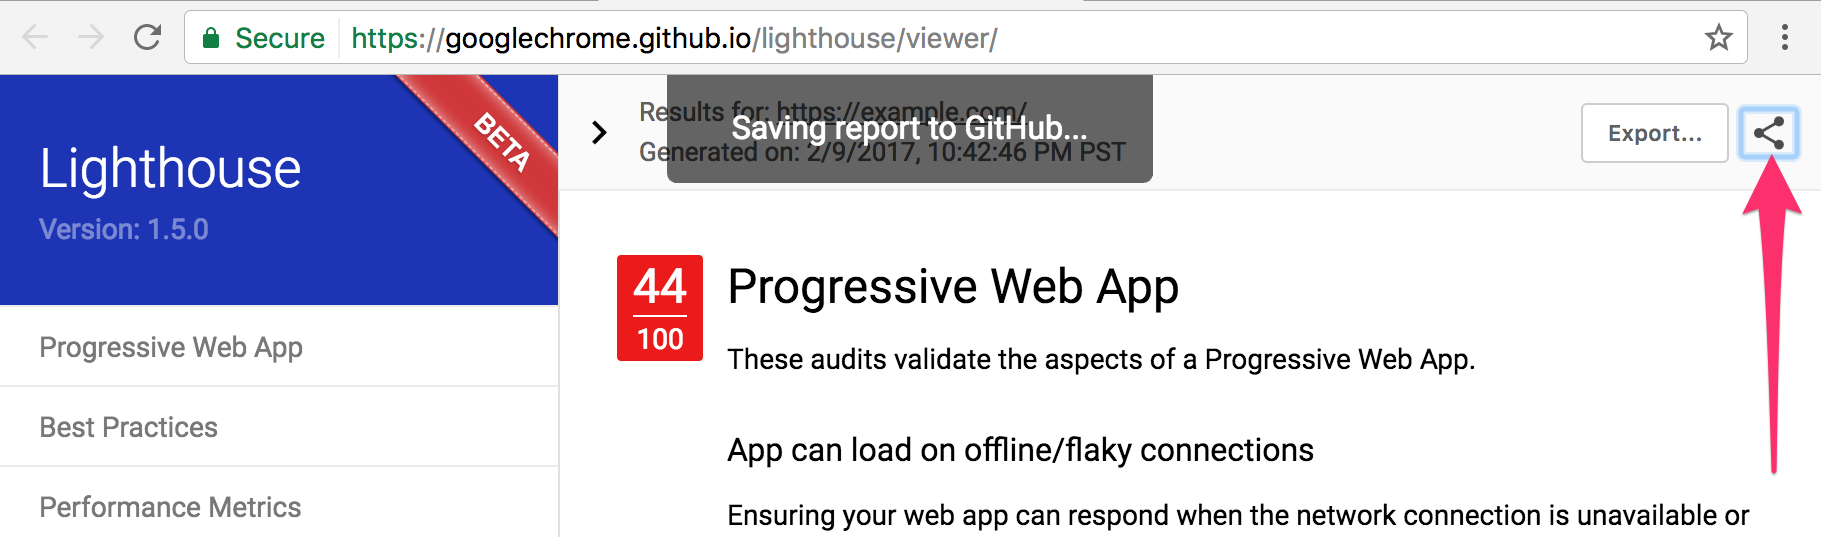 Secure
https://googlechrome.github.io/lighthouse/viewer/
BETA
Lighthouse
Version: 1.5.0
Progressive Web App
Best Practices
Performance Metrics
Results for: https://example.com/
Saving report to GitHub...
Generated on: 2/9/2017, 10:42:46 PM PST
Export...
44
100
Progressive Web App
These audits validate the aspects of a Progressive Web App.
App can load on offline/flaky connections
Ensuring your web app can respond when the network connection is unavailable or